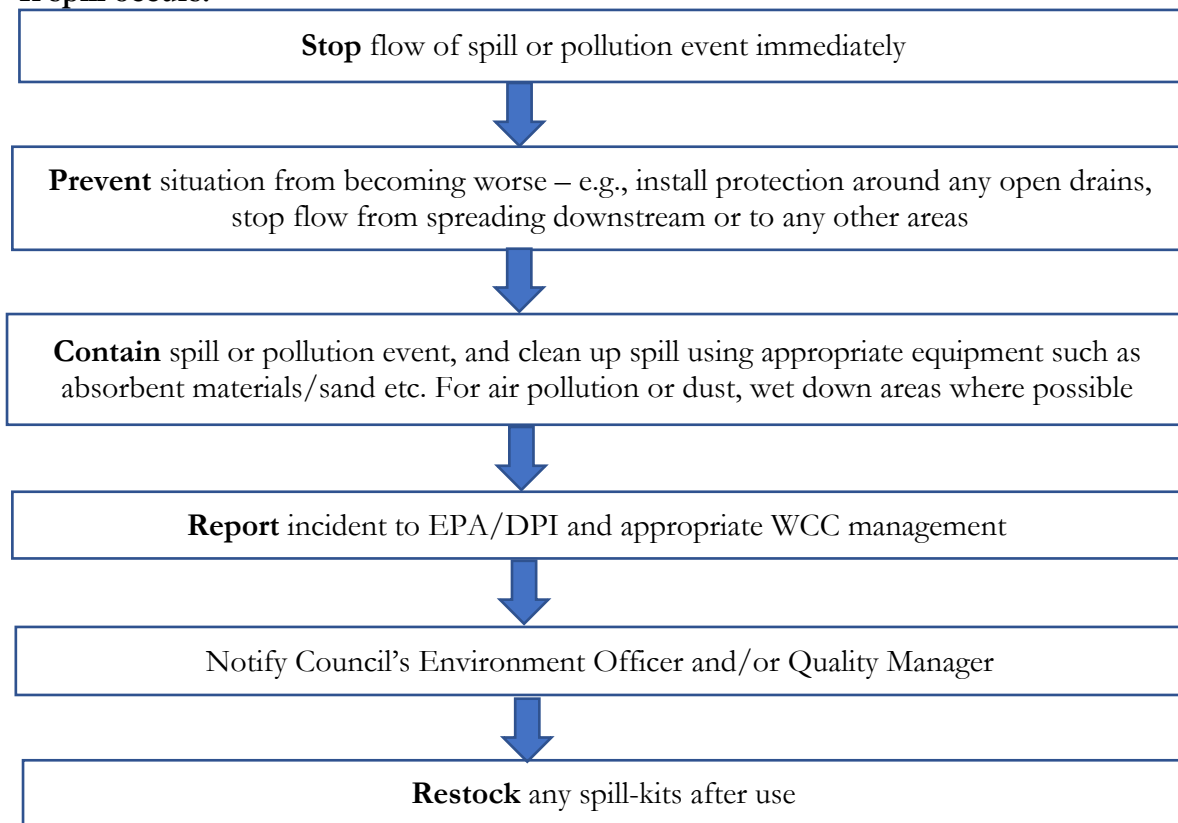 Stop flow of spill or pollution event immediately
Prevent situation from becoming worse – e.g., install protection around any open drains,
stop flow from spreading downstream or to any other areas
Contain spill or pollution event, and clean up spill using appropriate equipment such as
absorbent materials/sand etc. For air pollution or dust, wet down areas where possible
Report incident to EPA/DPI and appropriate WCC management
Notify Council’s Environment Officer and/or Quality Manager
Restock any spill-kits after use